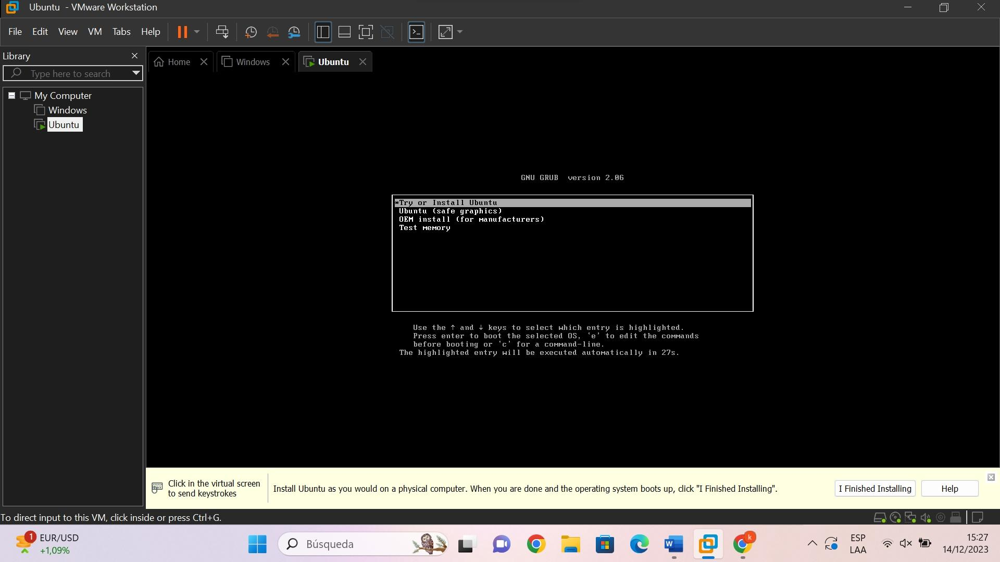 Ubuntu - VMware Workstation
File Edit View VM Tabs Help
Library
Type here to search
My Computer
Windows
Ubuntu
Home
Windows
Ubuntu
GNU GRUB version 2.06
*Try or Install Ubuntu
Ubuntu (safe graphics)
OEM install (for manufacturers)
Test memory
Use the ↑ and ↓ keys to select which entry is highlighted.
Press enter to boot the selected OS, `e' to edit the commands
before booting or `c' for a command-line.
The highlighted entry will be executed automatically in 27s.
Click in the virtual screen
to send keystrokes
Install Ubuntu as you would on a physical computer. When you are done and the operating system boots up, click "I Finished Installing".
I Finished Installing
Help
To direct input to this VM, click inside or press Ctrl+G.
1
EUR/USD
+1,09%
Búsqueda
W
k
ESP
LAA
15:27
14/12/2023